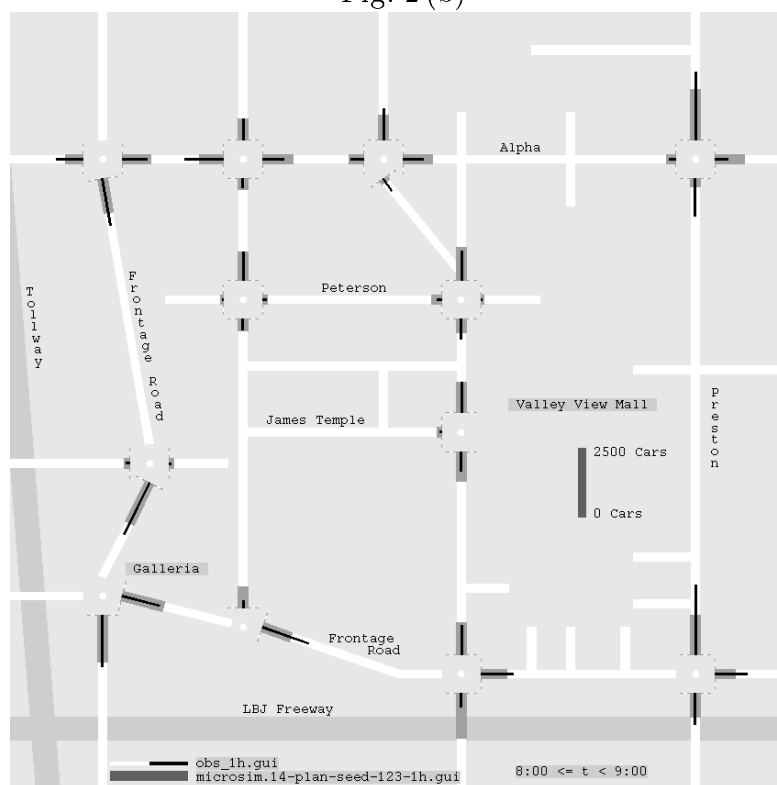 Fig. 2 (b)
Alpha
Tollway
Frontage Road
Peterson
James Temple
Valley View Mall
Preston
2500 Cars
0 Cars
Galleria
Frontage
Road
LBJ Freeway
obs_1h.gui
microsim.14-plan-seed-123-1h.gui
8:00 <= t < 9:00